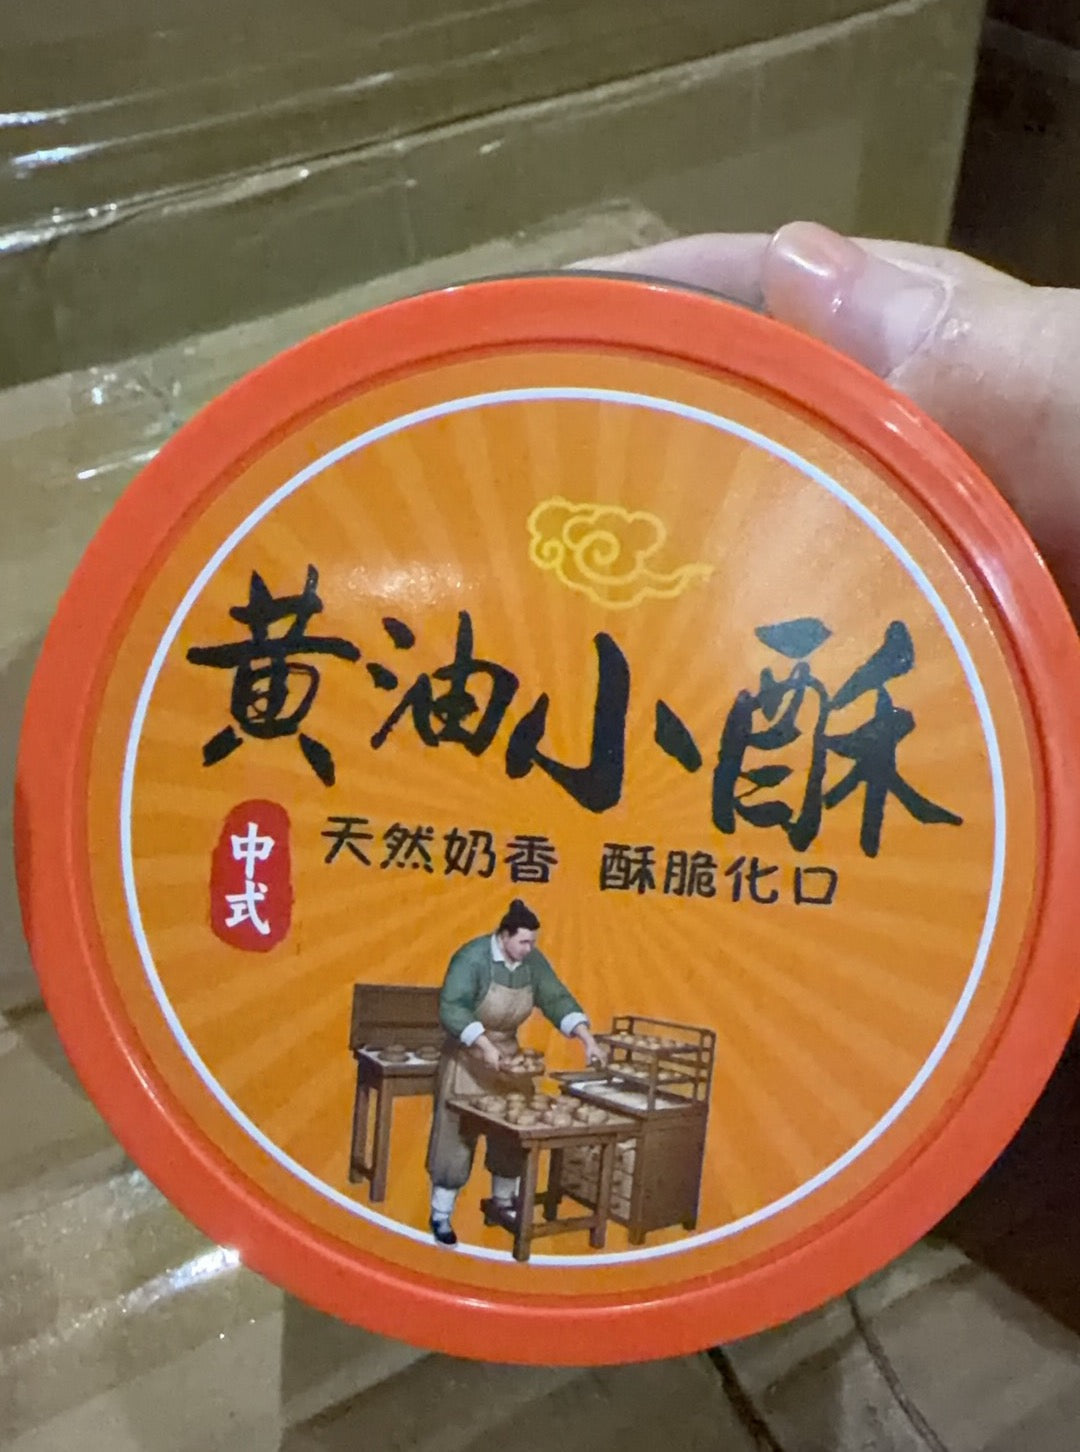 黄油小酥
中式
天然奶香 酥脆化口